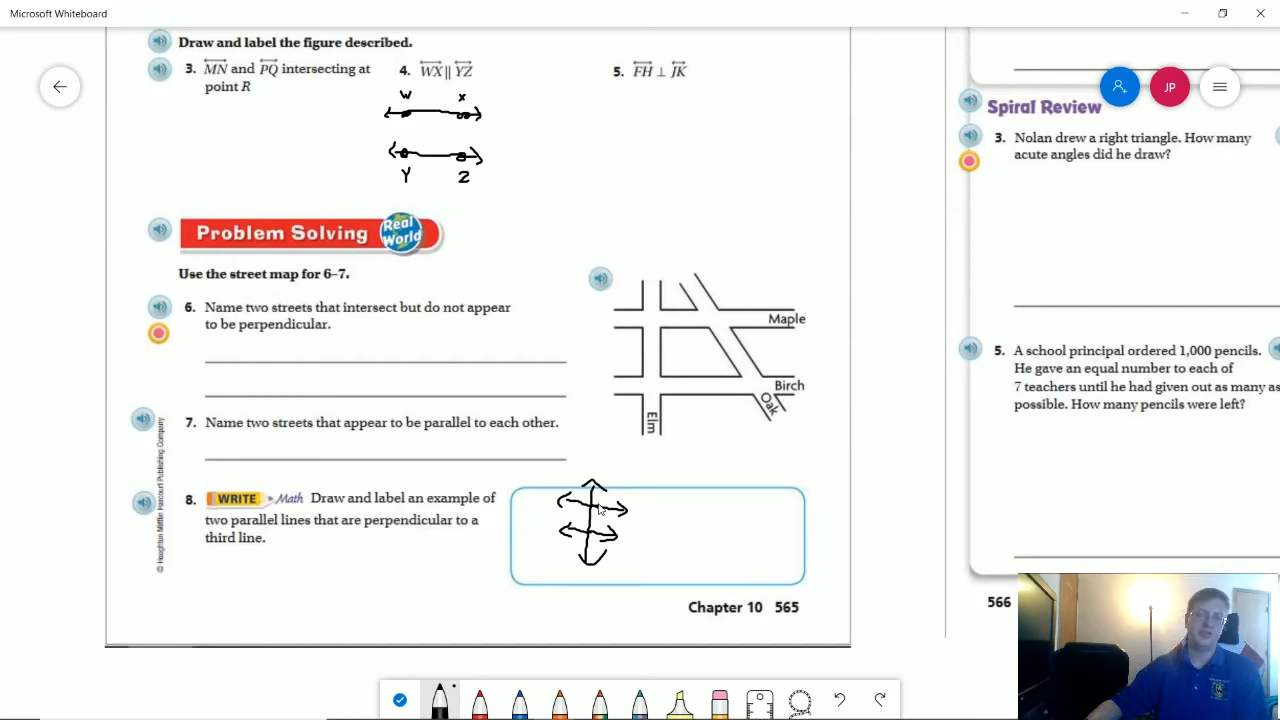 Microsoft Whiteboard
Draw and label the figure described.
3. MN and PQ intersecting at
point R
4. WX || YZ
5. FH ⊥ JK
W X
Y Z
Problem Solving Real World
Use the street map for 6–7.
6. Name two streets that intersect but do not appear
to be perpendicular.
Maple
Birch
Oak
Elm
7. Name two streets that appear to be parallel to each other.
8. WRITE Math Draw and label an example of
two parallel lines that are perpendicular to a
third line.
© Houghton Mifflin Harcourt Publishing Company
Chapter 10 565
JP
Spiral Review
3. Nolan drew a right triangle. How many
acute angles did he draw?
5. A school principal ordered 1,000 pencils.
He gave an equal number to each of
7 teachers until he had given out as many as
possible. How many pencils were left?
566